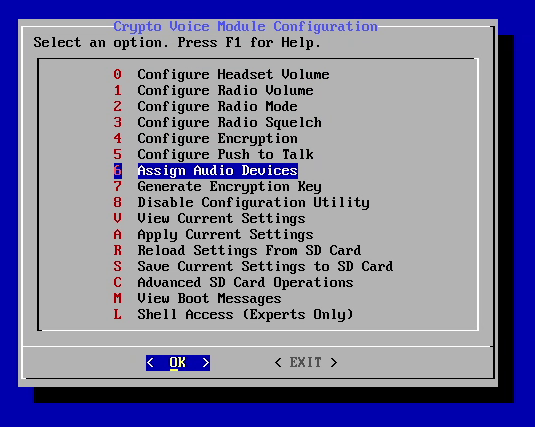 Crypto Voice Module Configuration
Select an option. Press F1 for Help.
0 Configure Headset Volume
1 Configure Radio Volume
2 Configure Radio Mode
3 Configure Radio Squelch
4 Configure Encryption
5 Configure Push to Talk
6 Assign Audio Devices
7 Generate Encryption Key
8 Disable Configuration Utility
V View Current Settings
A Apply Current Settings
R Reload Settings From SD Card
S Save Current Settings to SD Card
C Advanced SD Card Operations
M View Boot Messages
L Shell Access (Experts Only)
< OK > < EXIT >